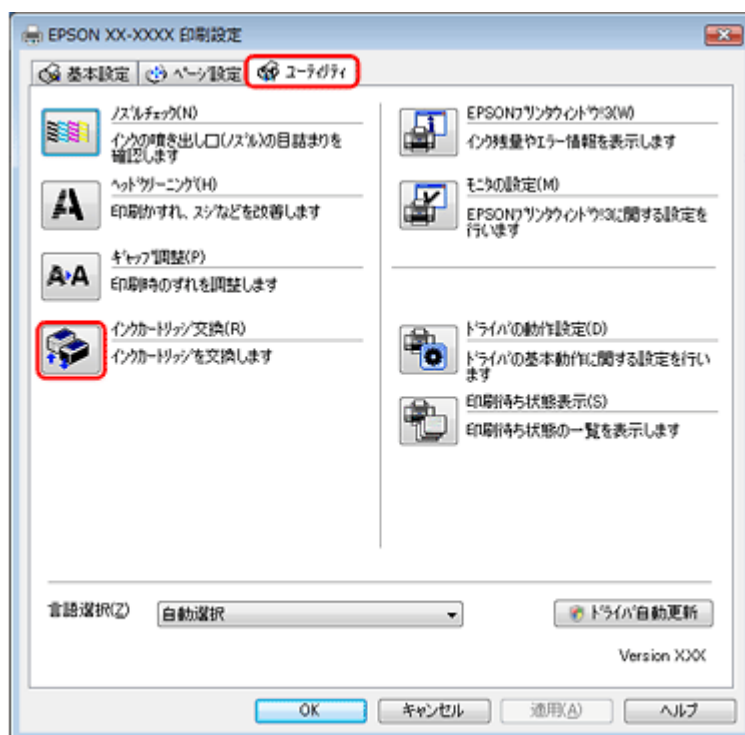 EPSON XX-XXXX 印刷設定
基本設定
ページ設定
ユーティリティ
ノズルチェック(N)
インクの噴き出し口(ノズル)の目詰まりを
確認します
ヘッドクリーニング(H)
印刷かすれ、スジなどを改善します
ギャップ調整(P)
印刷時のずれを調整します
インクカートリッジ交換(R)
インクカートリッジを交換します
EPSONプリンタウィンドウ!3(W)
インク残量やエラー情報を表示します
モニタの設定(M)
EPSONプリンタウィンドウ!3に関する設定を
行います
ドライバの動作設定(D)
ドライバの基本動作に関する設定を行い
ます
印刷待ち状態表示(S)
印刷待ち状態の一覧を表示します
言語選択(Z)
自動選択
ドライバ自動更新
Version XXX
OK
キャンセル
適用(A)
ヘルプ